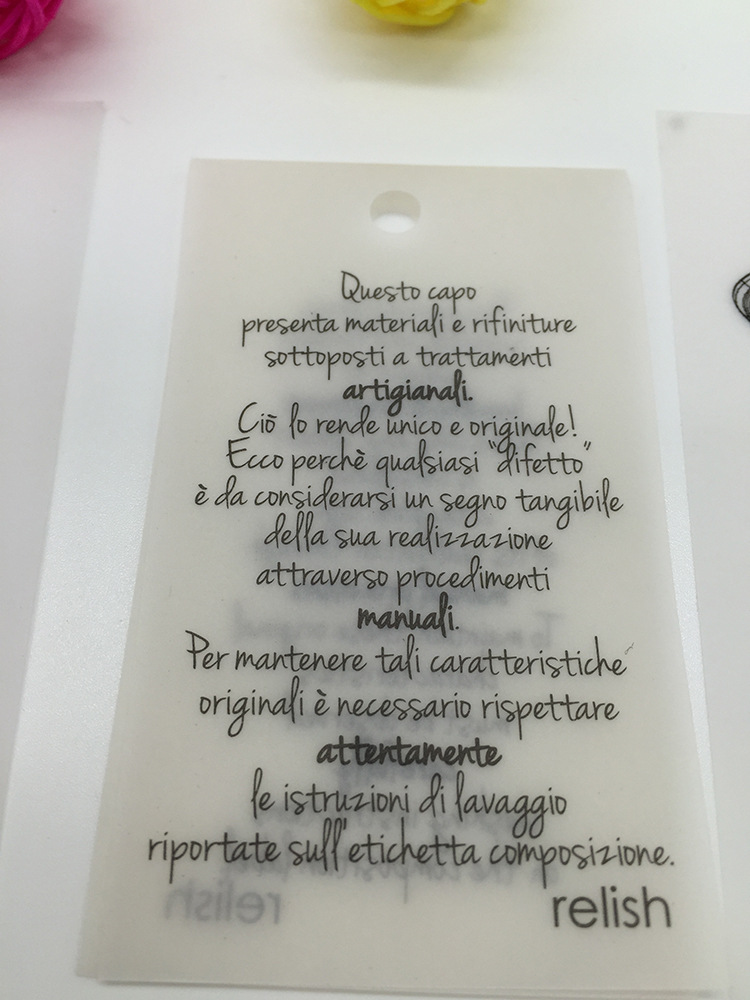 Questo capo
presenta materiali e rifiniture
sottoposti a trattamenti
artigianali.
Ciò lo rende unico e originale!
Ecco perchè qualsiasi "difetto"
è da considerarsi un segno tangibile
della sua realizzazione
attraverso procedimenti
manuali.
Per mantenere tali caratteristiche
originali è necessario rispettare
attentamente
le istruzioni di lavaggio
riportate sull'etichetta composizione.
relish
relish